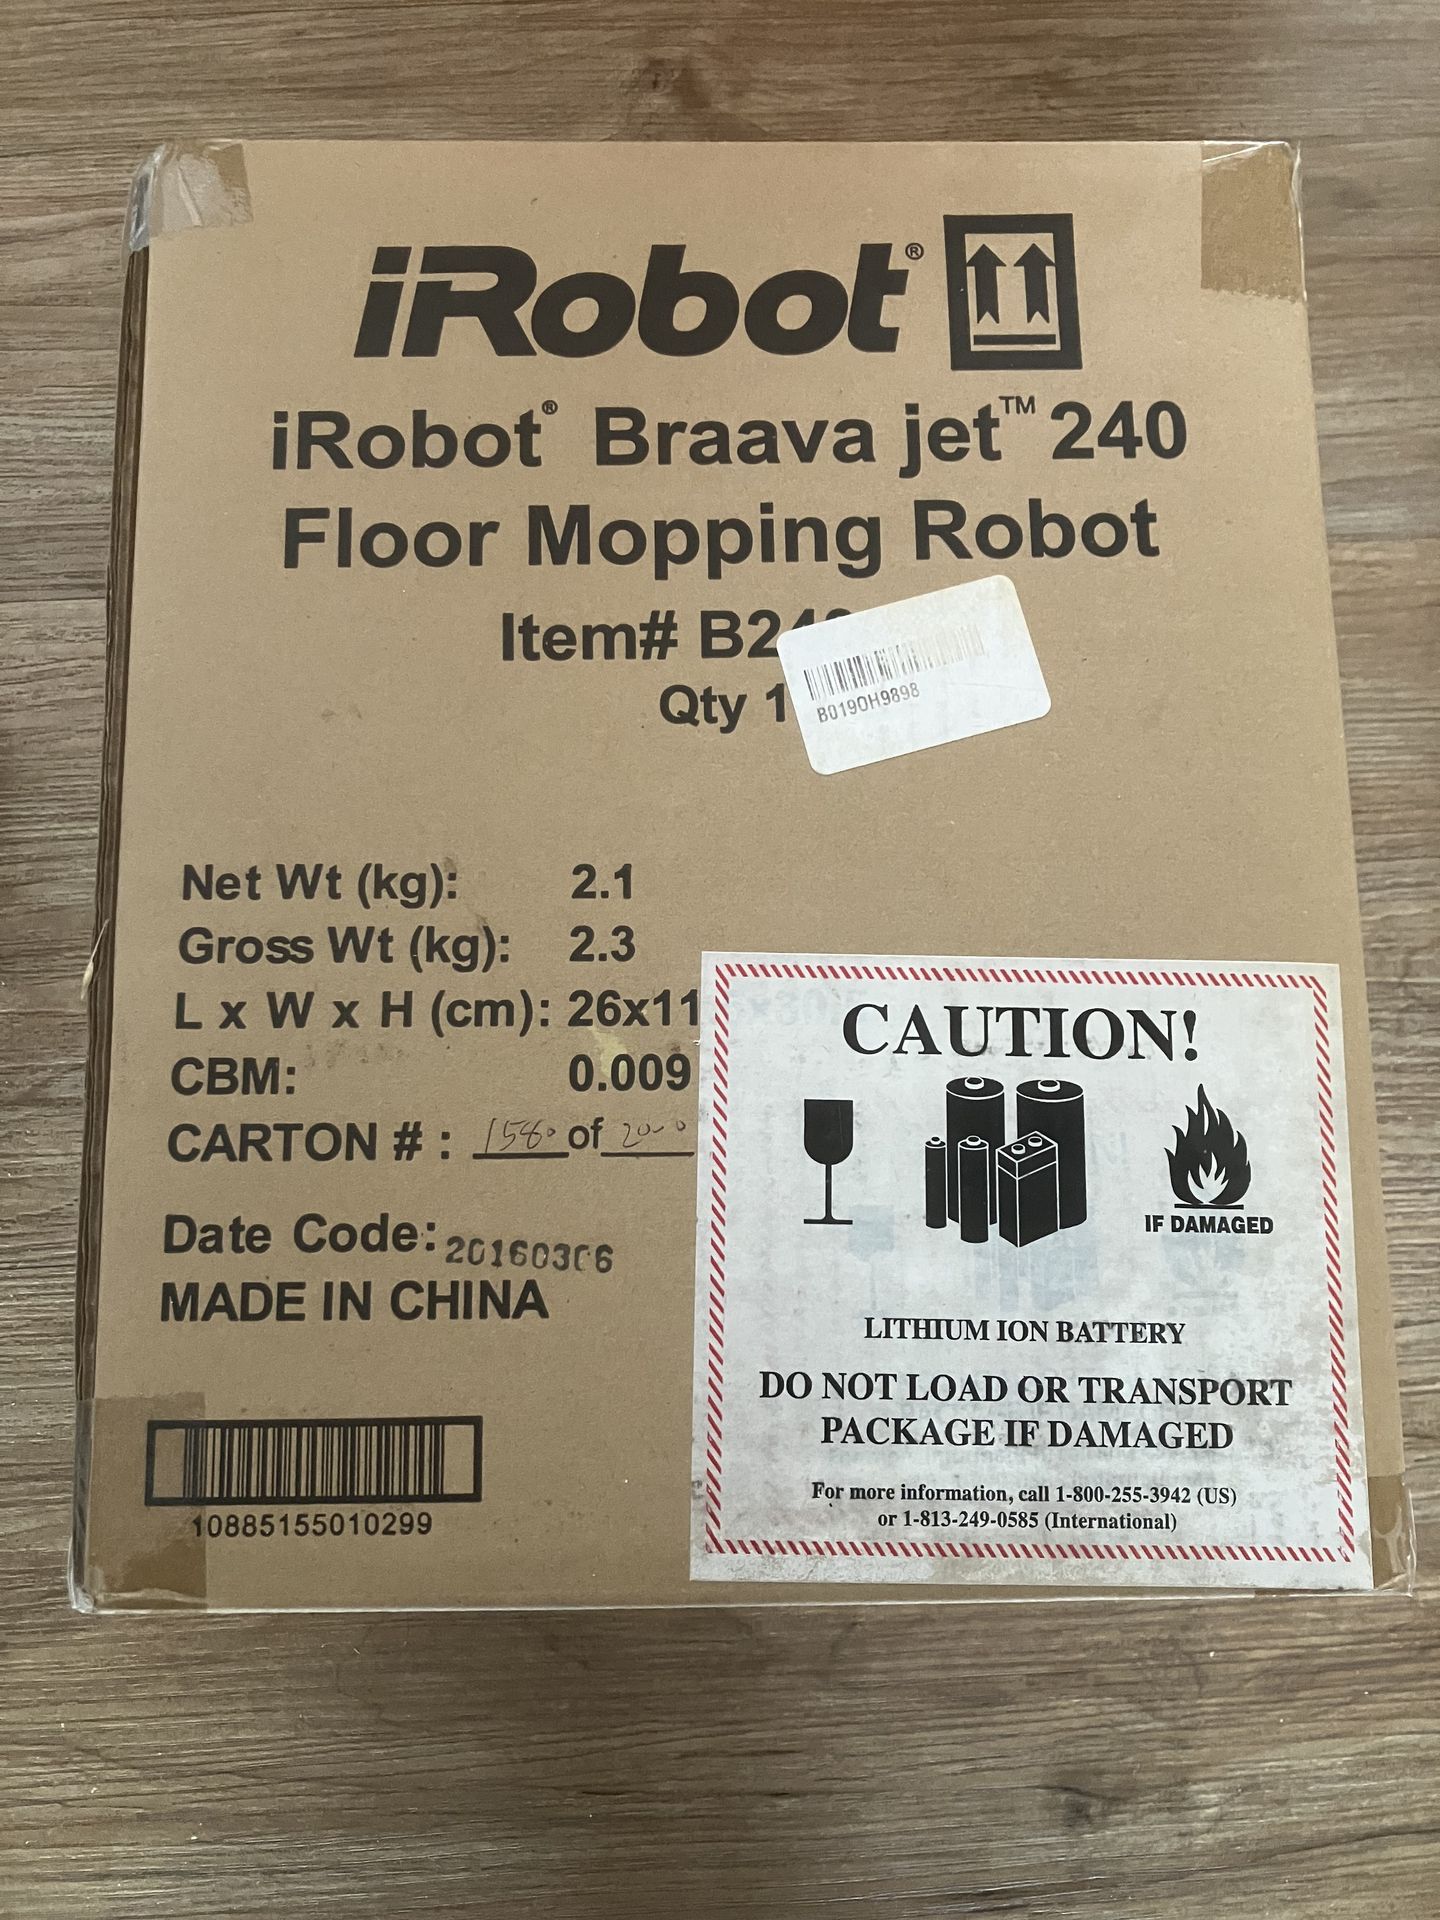 iRobot®
iRobot® Braava jet™ 240
Floor Mopping Robot
Item# B240
Qty 1
B019OH9898
Net Wt (kg): 2.1
Gross Wt (kg): 2.3
L x W x H (cm): 26x11
CBM: 0.009
CARTON #: 1580 of 2000
Date Code: 20160306
MADE IN CHINA
10885155010299
CAUTION!
IF DAMAGED
LITHIUM ION BATTERY
DO NOT LOAD OR TRANSPORT
PACKAGE IF DAMAGED
For more information, call 1-800-255-3942 (US)
or 1-813-249-0585 (International)